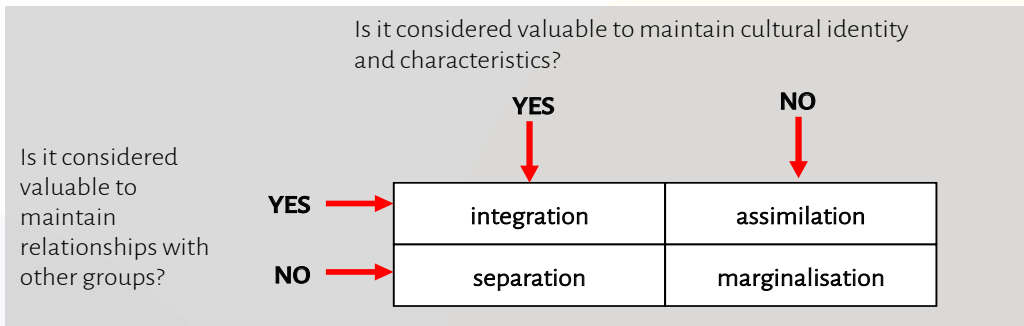 Is it considered valuable to maintain cultural identity
and characteristics?
YES
NO
Is it considered
valuable to
maintain
relationships with
other groups?
YES
integration
assimilation
NO
separation
marginalisation